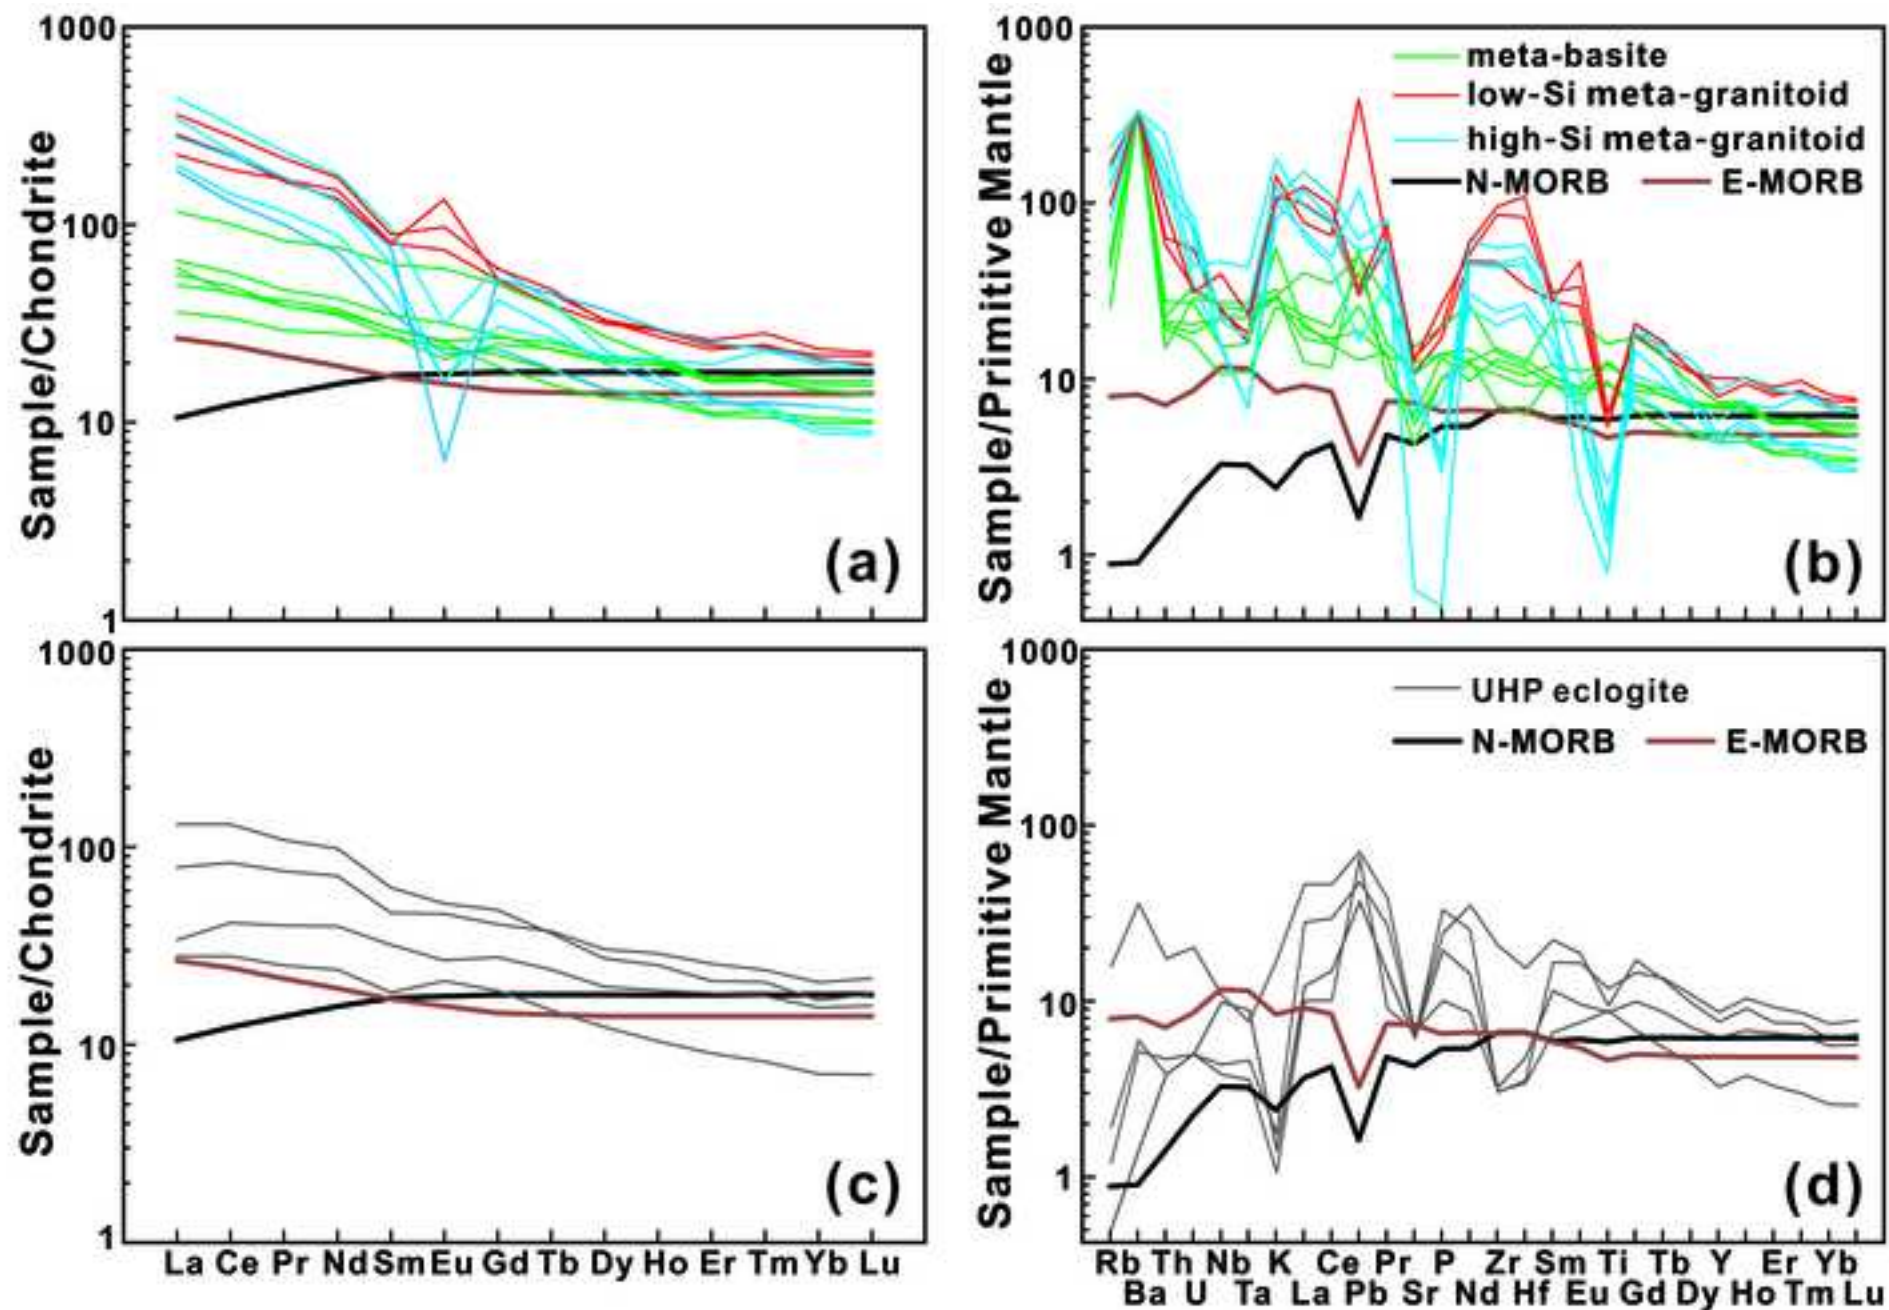 1000
100
10
1
Sample/Chondrite
(a)
1000
100
10
1
Sample/Primitive Mantle
meta-basite
low-Si meta-granitoid
high-Si meta-granitoid
N-MORB E-MORB
(b)
1000
100
10
1
Sample/Chondrite
(c)
La Ce Pr Nd Sm Eu Gd Tb Dy Ho Er Tm Yb Lu
1000
100
10
1
Sample/Primitive Mantle
UHP eclogite
N-MORB E-MORB
(d)
Rb Th Nb K Ce Pr P Zr Sm Ti Tb Y Er Yb
Ba U Ta La Pb Sr Nd Hf Eu Gd Dy Ho Tm Lu